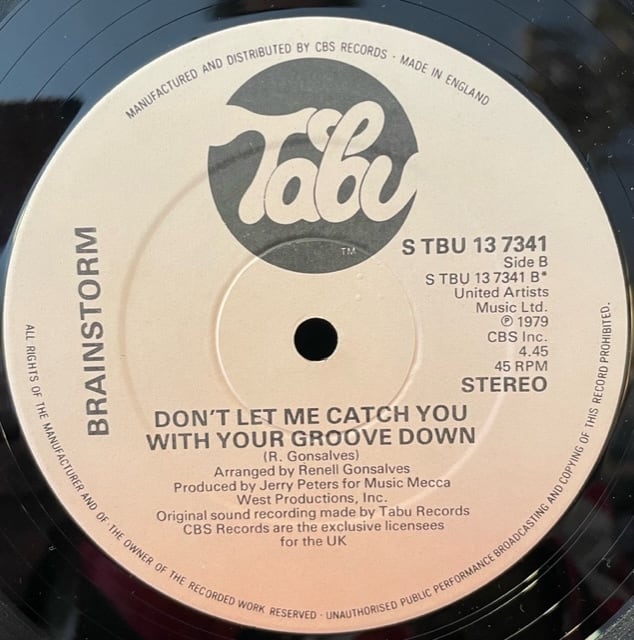 MANUFACTURED AND DISTRIBUTED BY CBS RECORDS · MADE IN ENGLAND
Tabu
TM
S TBU 13 7341
Side B
S TBU 13 7341 B*
United Artists
Music Ltd.
℗ 1979
CBS Inc.
4.45
45 RPM
STEREO
BRAINSTORM
DON'T LET ME CATCH YOU
WITH YOUR GROOVE DOWN
(R. Gonsalves)
Arranged by Renell Gonsalves
Produced by Jerry Peters for Music Mecca
West Productions, Inc.
Original sound recording made by Tabu Records
CBS Records are the exclusive licensees
for the UK
ALL RIGHTS OF THE MANUFACTURER AND OF THE OWNER OF THE RECORDED WORK RESERVED · UNAUTHORISED PUBLIC PERFORMANCE BROADCASTING AND COPYING OF THIS RECORD PROHIBITED.